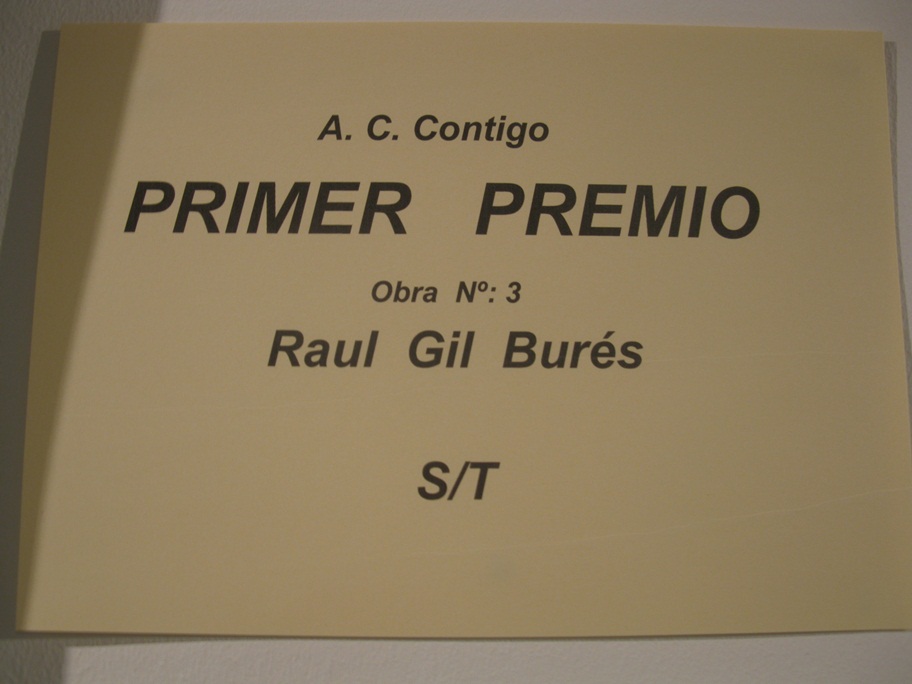 A. C. Contigo
PRIMER PREMIO
Obra Nº: 3
Raul Gil Burés
S/T